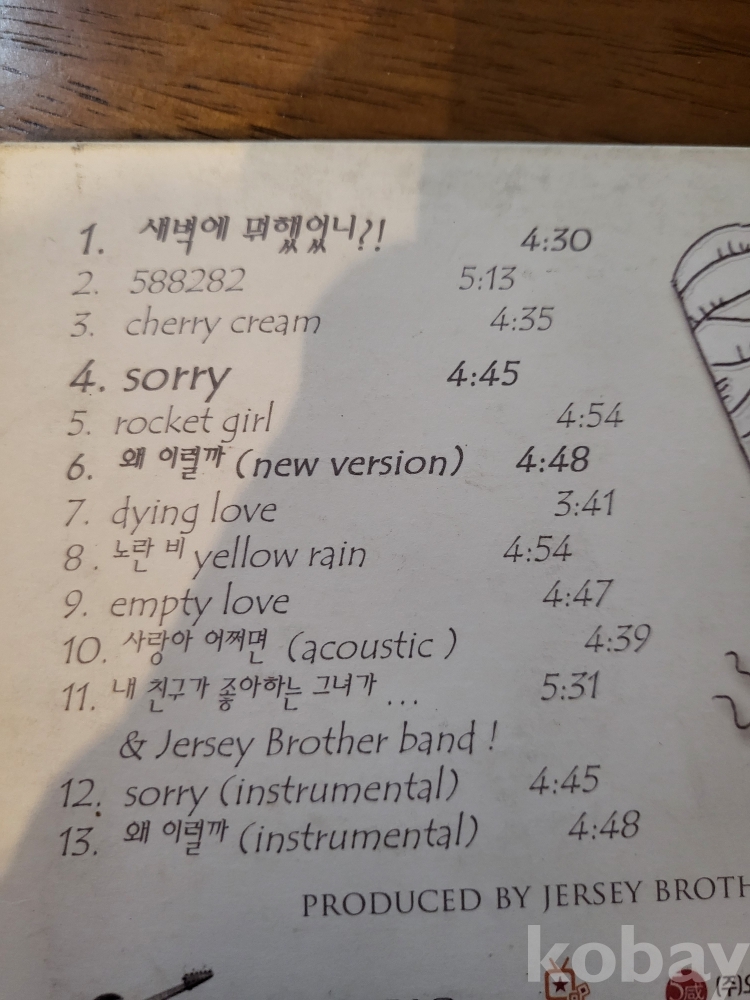 1. 새벽에 뭐했었니?! 4:30
2. 588282 5:13
3. cherry cream 4:35
4. sorry 4:45
5. rocket girl 4:54
6. 왜 이럴까 (new version) 4:48
7. dying love 3:41
8. 노란 비 yellow rain 4:54
9. empty love 4:47
10. 사랑아 어쩌면 (acoustic) 4:39
11. 내 친구가 좋아하는 그녀가 ... 5:31
& Jersey Brother band !
12. sorry (instrumental) 4:45
13. 왜 이럴까 (instrumental) 4:48
PRODUCED BY JERSEY BROTH
kobay
(주)